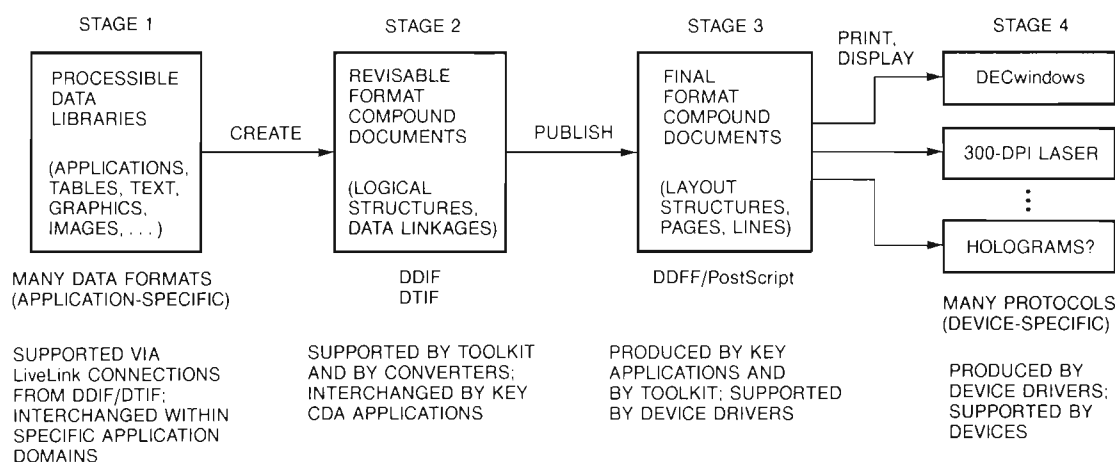 STAGE 1
PROCESSIBLE
DATA
LIBRARIES
(APPLICATIONS,
TABLES, TEXT,
GRAPHICS,
IMAGES, ...)
MANY DATA FORMATS
(APPLICATION-SPECIFIC)
SUPPORTED VIA
LiveLink CONNECTIONS
FROM DDIF/DTIF;
INTERCHANGED WITHIN
SPECIFIC APPLICATION
DOMAINS
CREATE
STAGE 2
REVISABLE
FORMAT
COMPOUND
DOCUMENTS
(LOGICAL
STRUCTURES,
DATA LINKAGES)
DDIF
DTIF
SUPPORTED BY TOOLKIT
AND BY CONVERTERS;
INTERCHANGED BY KEY
CDA APPLICATIONS
PUBLISH
STAGE 3
FINAL
FORMAT
COMPOUND
DOCUMENTS
(LAYOUT
STRUCTURES,
PAGES, LINES)
DDFF/PostScript
PRODUCED BY KEY
APPLICATIONS AND
BY TOOLKIT; SUPPORTED
BY DEVICE DRIVERS
PRINT,
DISPLAY
STAGE 4
DECwindows
300-DPI LASER
HOLOGRAMS?
MANY PROTOCOLS
(DEVICE-SPECIFIC)
PRODUCED BY
DEVICE DRIVERS;
SUPPORTED BY
DEVICES